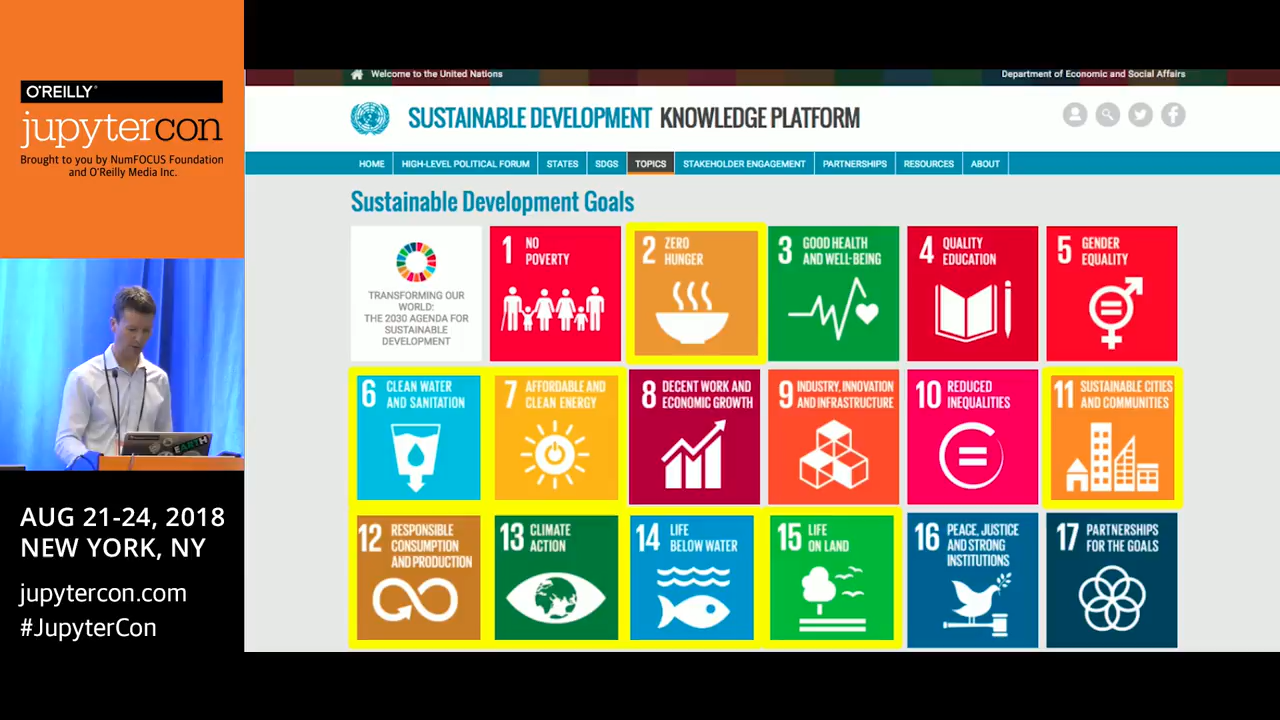 O'REILLY®
jupytercon
Brought to you by NumFOCUS Foundation
and O'Reilly Media Inc.
EARTH
AUG 21-24, 2018
NEW YORK, NY
jupytercon.com
#JupyterCon
Welcome to the United Nations
Department of Economic and Social Affairs
SUSTAINABLE DEVELOPMENT KNOWLEDGE PLATFORM
HOME
HIGH-LEVEL POLITICAL FORUM
STATES
SDGS
TOPICS
STAKEHOLDER ENGAGEMENT
PARTNERSHIPS
RESOURCES
ABOUT
Sustainable Development Goals
TRANSFORMING OUR
WORLD:
THE 2030 AGENDA FOR
SUSTAINABLE
DEVELOPMENT
1 NO
POVERTY
2 ZERO
HUNGER
3 GOOD HEALTH
AND WELL-BEING
4 QUALITY
EDUCATION
5 GENDER
EQUALITY
6 CLEAN WATER
AND SANITATION
7 AFFORDABLE AND
CLEAN ENERGY
8 DECENT WORK AND
ECONOMIC GROWTH
9 INDUSTRY, INNOVATION
AND INFRASTRUCTURE
10 REDUCED
INEQUALITIES
11 SUSTAINABLE CITIES
AND COMMUNITIES
12 RESPONSIBLE
CONSUMPTION
AND PRODUCTION
13 CLIMATE
ACTION
14 LIFE
BELOW WATER
15 LIFE
ON LAND
16 PEACE, JUSTICE
AND STRONG
INSTITUTIONS
17 PARTNERSHIPS
FOR THE GOALS